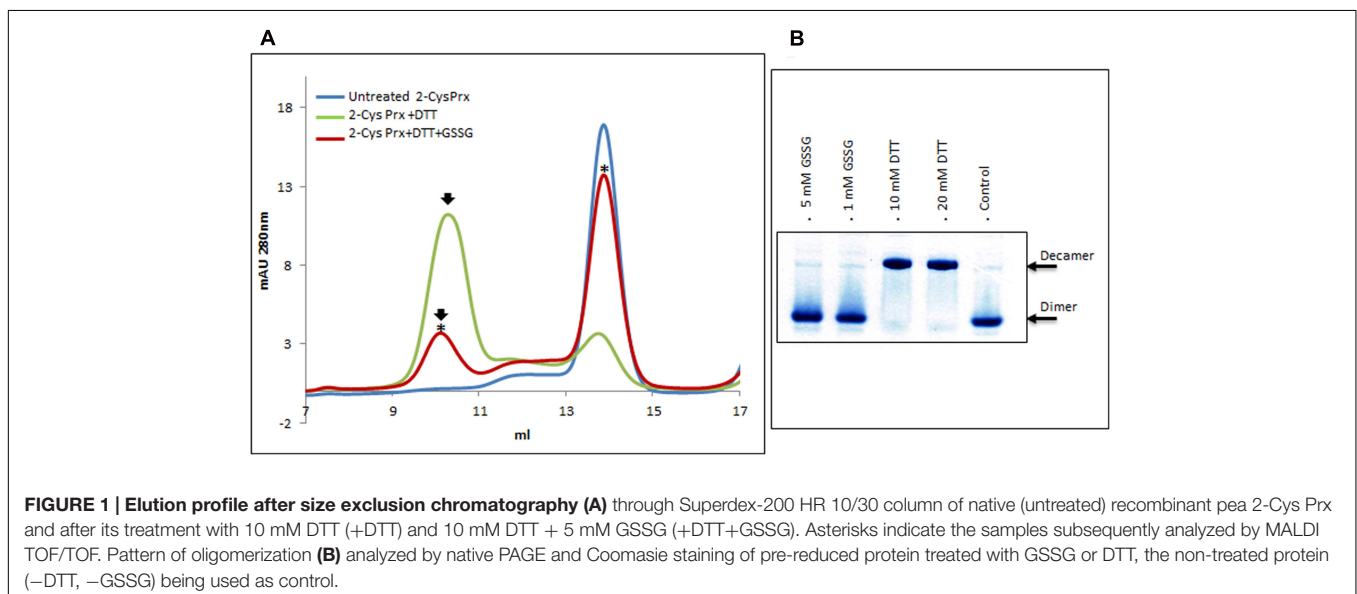 A
B
Untreated 2-CysPrx
2-Cys Prx +DTT
2-Cys Prx+DTT+GSSG
18
13
8
3
-2
mAU 280nm
*
*
7
9
11
13
15
17
ml
. 5 mM GSSG
. 1 mM GSSG
. 10 mM DTT
. 20 mM DTT
. Control
Decamer
Dimer
FIGURE 1 | Elution profile after size exclusion chromatography (A) through Superdex-200 HR 10/30 column of native (untreated) recombinant pea 2-Cys Prx
and after its treatment with 10 mM DTT (+DTT) and 10 mM DTT + 5 mM GSSG (+DTT+GSSG). Asterisks indicate the samples subsequently analyzed by MALDI
TOF/TOF. Pattern of oligomerization (B) analyzed by native PAGE and Coomasie staining of pre-reduced protein treated with GSSG or DTT, the non-treated protein
(−DTT, −GSSG) being used as control.